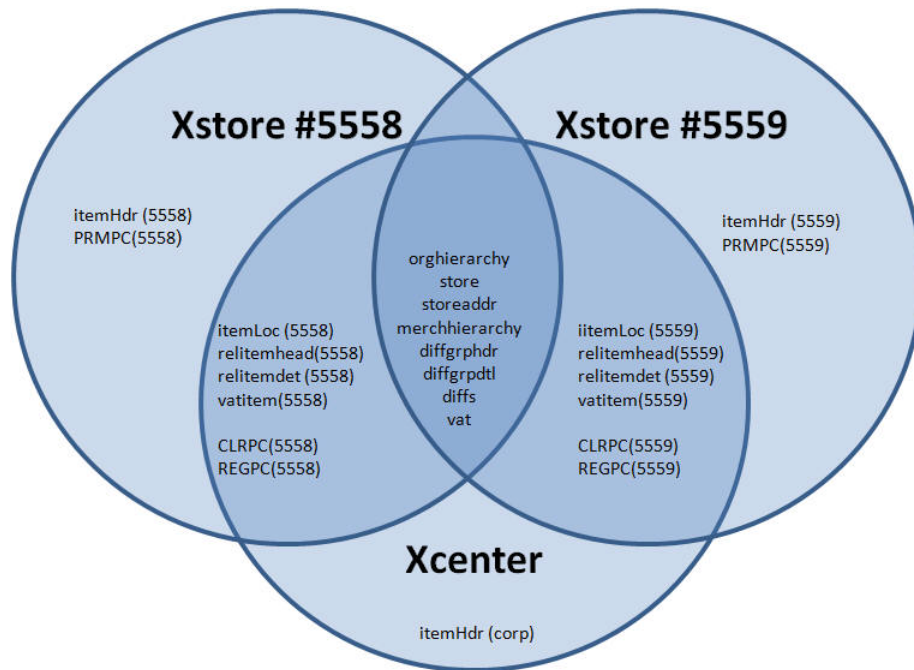 Xstore #5558
Xstore #5559
itemHdr (5558)
PRMPC(5558)
itemHdr (5559)
PRMPC(5559)
orghierarchy
store
storeaddr
merchhierarchy
diffgrphdr
diffgrpdtl
diffs
vat
itemLoc (5558)
relitemhead(5558)
relitemdet (5558)
vatitem(5558)
CLRPC(5558)
REGPC(5558)
iitemLoc (5559)
relitemhead(5559)
relitemdet (5559)
vatitem(5559)
CLRPC(5559)
REGPC(5559)
Xcenter
itemHdr (corp)